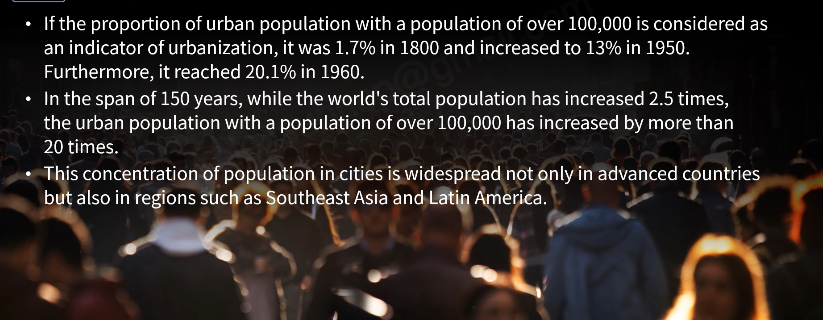 • If the proportion of urban population with a population of over 100,000 is considered as
an indicator of urbanization, it was 1.7% in 1800 and increased to 13% in 1950.
Furthermore, it reached 20.1% in 1960.
• In the span of 150 years, while the world's total population has increased 2.5 times,
the urban population with a population of over 100,000 has increased by more than
20 times.
• This concentration of population in cities is widespread not only in advanced countries
but also in regions such as Southeast Asia and Latin America.